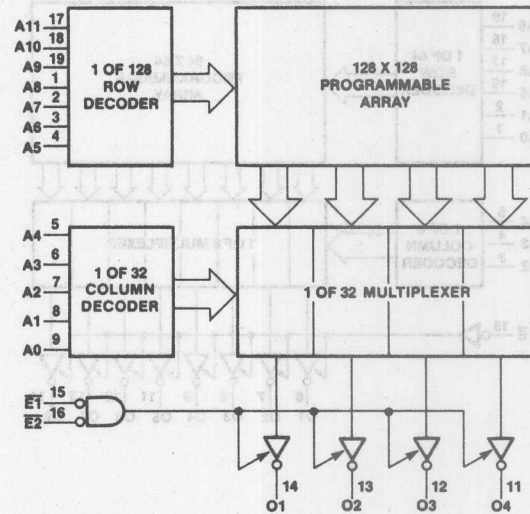 A11 17
A10 18
A9 19
A8 1
A7 2
A6 3
A5 4
1 OF 128
ROW
DECODER
128 X 128
PROGRAMMABLE
ARRAY
A4 5
A3 6
A2 7
A1 8
A0 9
1 OF 32
COLUMN
DECODER
1 OF 32 MULTIPLEXER
E1 15
E2 16
14 13 12 11
O1 O2 O3 O4